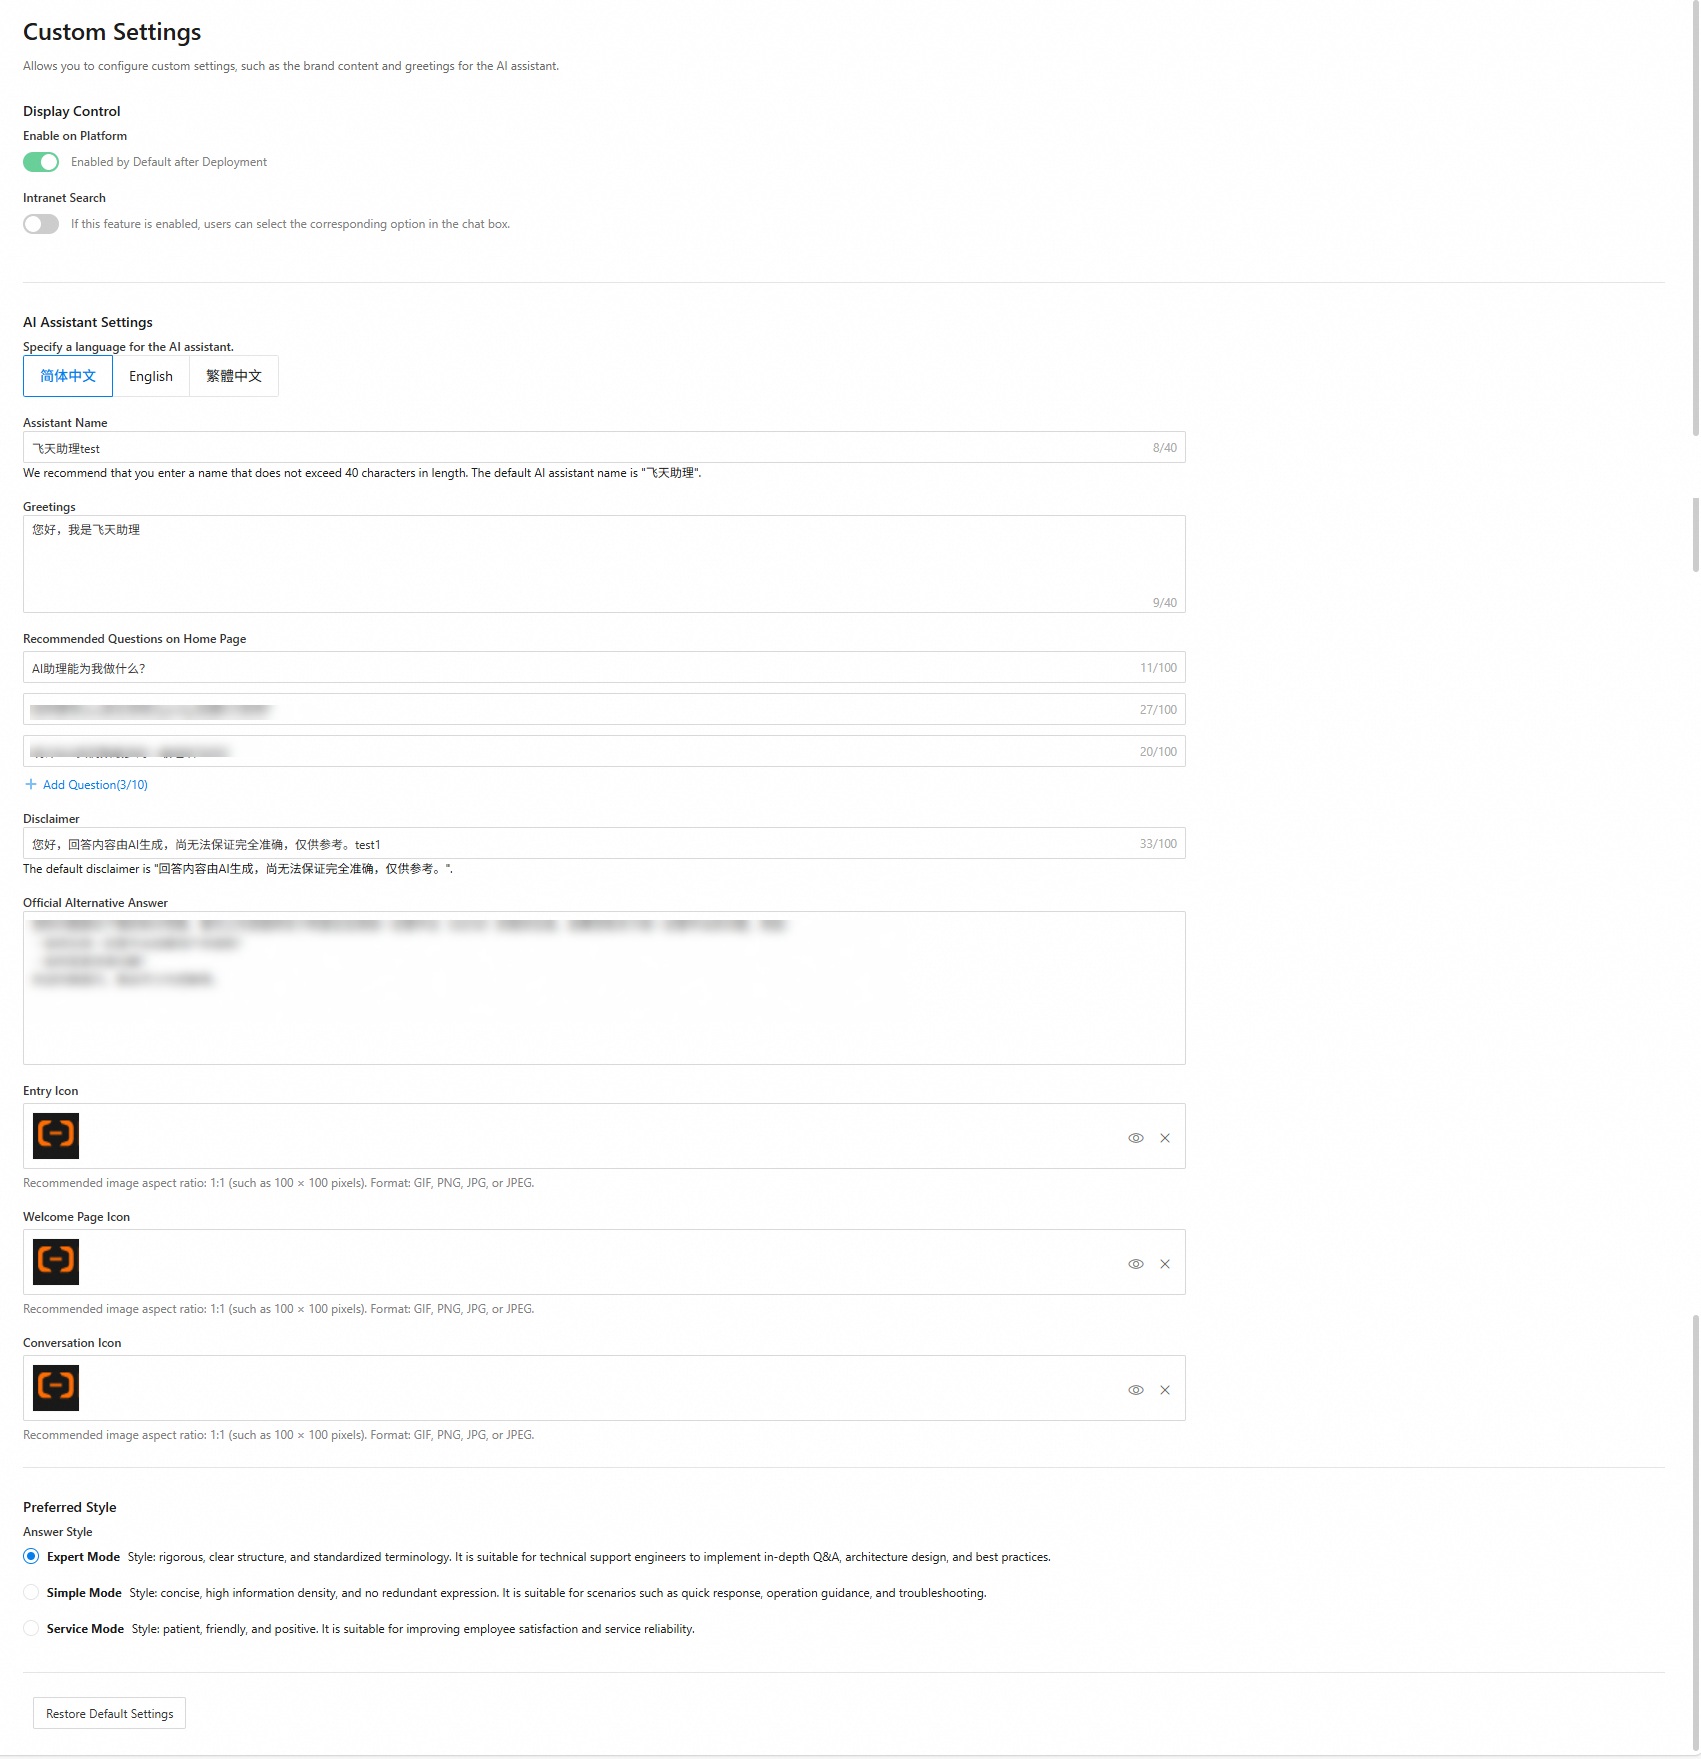 Custom Settings
Allows you to configure custom settings, such as the brand content and greetings for the AI assistant.
Display Control
Enable on Platform
Enabled by Default after Deployment
Intranet Search
If this feature is enabled, users can select the corresponding option in the chat box.
AI Assistant Settings
Specify a language for the AI assistant.
简体中文 English 繁體中文
Assistant Name
飞天助理test 8/40
We recommend that you enter a name that does not exceed 40 characters in length. The default AI assistant name is "飞天助理".
Greetings
您好，我是飞天助理
9/40
Recommended Questions on Home Page
AI助理能为我做什么？ 11/100
27/100
20/100
Add Question(3/10)
Disclaimer
您好，回答内容由AI生成，尚无法保证完全准确，仅供参考。test1 33/100
The default disclaimer is "回答内容由AI生成，尚无法保证完全准确，仅供参考。".
Official Alternative Answer
Entry Icon
Recommended image aspect ratio: 1:1 (such as 100 × 100 pixels). Format: GIF, PNG, JPG, or JPEG.
Welcome Page Icon
Recommended image aspect ratio: 1:1 (such as 100 × 100 pixels). Format: GIF, PNG, JPG, or JPEG.
Conversation Icon
Recommended image aspect ratio: 1:1 (such as 100 × 100 pixels). Format: GIF, PNG, JPG, or JPEG.
Preferred Style
Answer Style
Expert Mode Style: rigorous, clear structure, and standardized terminology. It is suitable for technical support engineers to implement in-depth Q&A, architecture design, and best practices.
Simple Mode Style: concise, high information density, and no redundant expression. It is suitable for scenarios such as quick response, operation guidance, and troubleshooting.
Service Mode Style: patient, friendly, and positive. It is suitable for improving employee satisfaction and service reliability.
Restore Default Settings